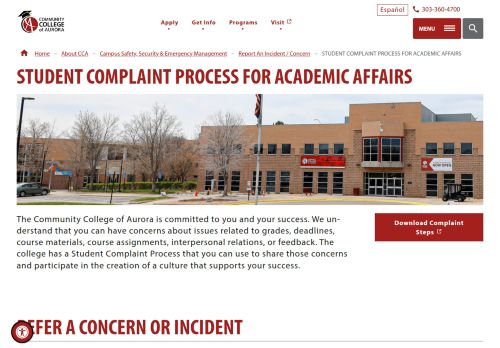 COMMUNITY
COLLEGE
of AURORA
Apply
Get Info
Programs
Visit
Español
303-360-4700
MENU
Home
About CCA
Campus Safety, Security & Emergency Management
Report An Incident / Concern
STUDENT COMPLAINT PROCESS FOR ACADEMIC AFFAIRS
STUDENT COMPLAINT PROCESS FOR ACADEMIC AFFAIRS
NOW OPEN
The Community College of Aurora is committed to you and your success. We un-
derstand that you can have concerns about issues related to grades, deadlines,
course materials, course assignments, interpersonal relations, or feedback. The
college has a Student Complaint Process that you can use to share those concerns
and participate in the creation of a culture that supports your success.
Download Complaint
Steps
REFER A CONCERN OR INCIDENT